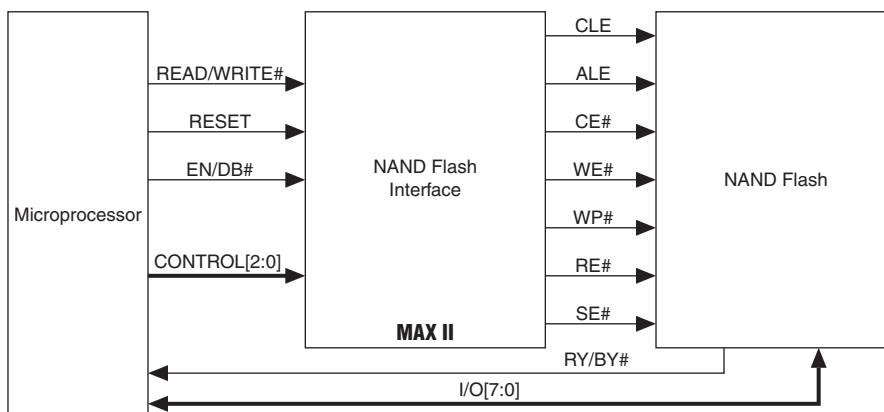 CLE
READ/WRITE#
ALE
RESET
CE#
EN/DB#
NAND Flash
Interface
WE#
NAND Flash
Microprocessor
WP#
CONTROL[2:0]
RE#
SE#
MAX II
RY/BY#
I/O[7:0]